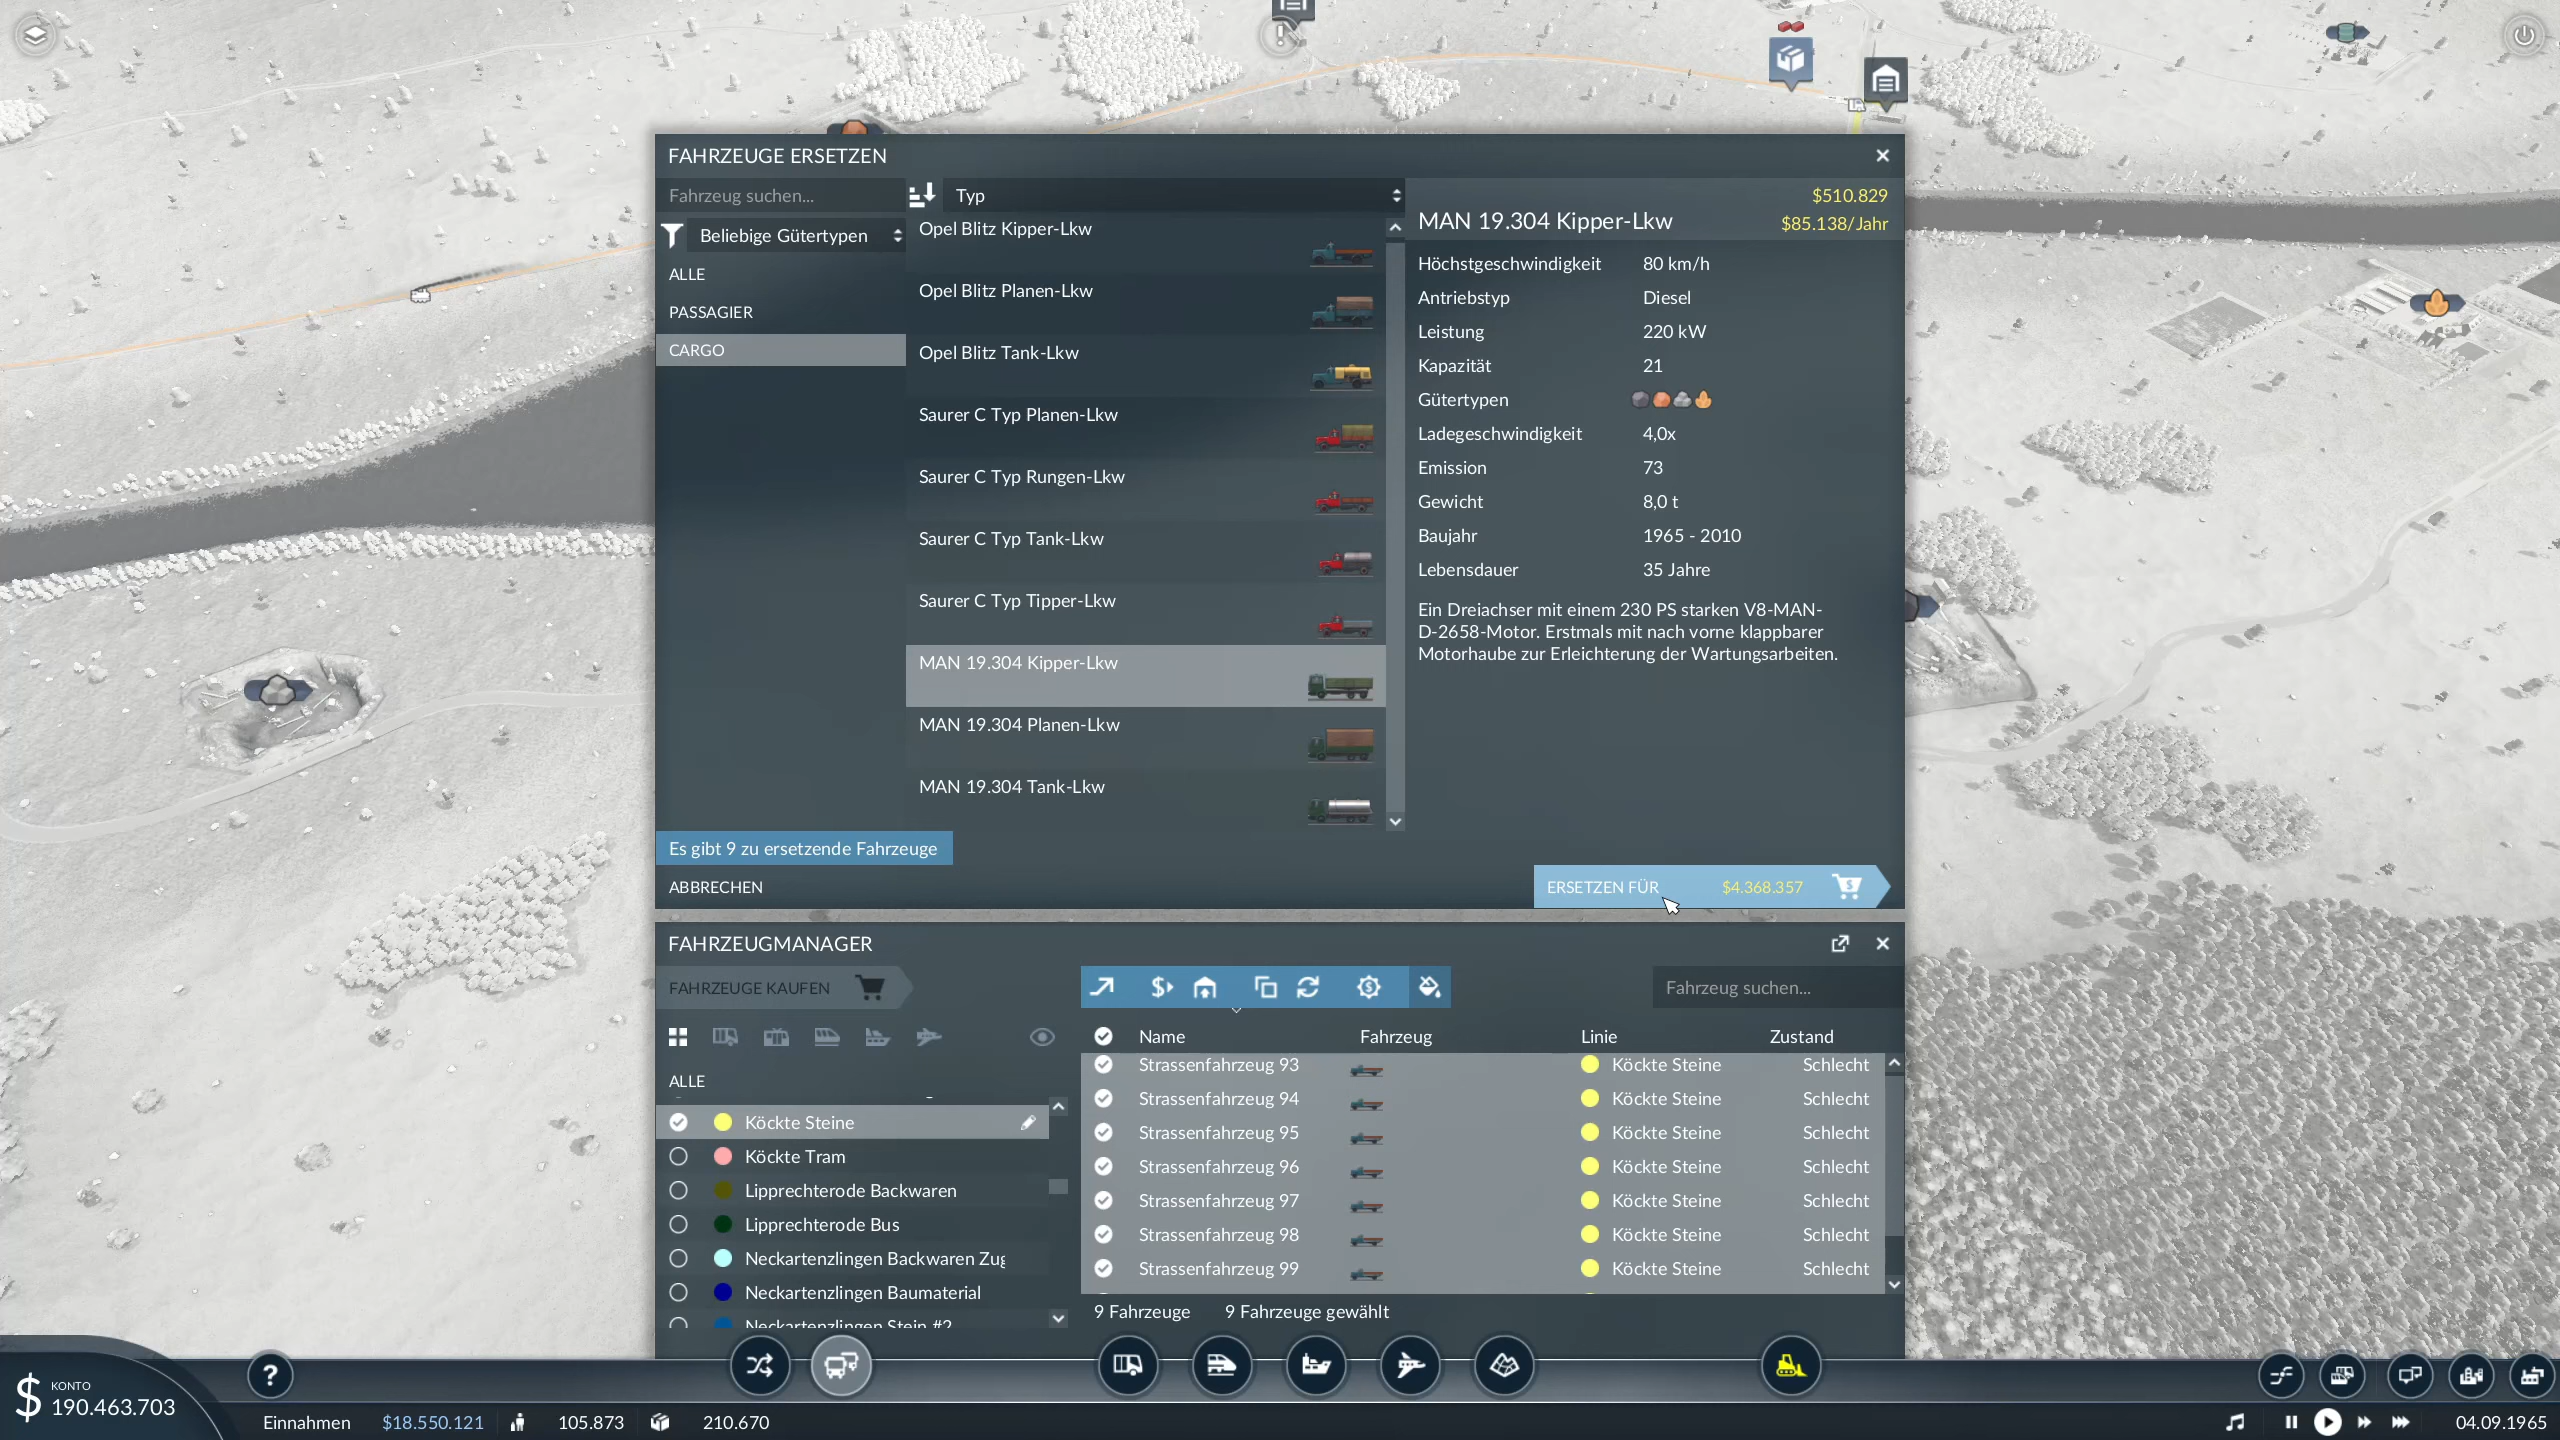 FAHRZEUGE ERSETZEN
Fahrzeug suchen...
Typ
Beliebige Gütertypen
ALLE
PASSAGIER
CARGO
Opel Blitz Kipper-Lkw
Opel Blitz Planen-Lkw
Opel Blitz Tank-Lkw
Saurer C Typ Planen-Lkw
Saurer C Typ Rungen-Lkw
Saurer C Typ Tank-Lkw
Saurer C Typ Tipper-Lkw
MAN 19.304 Kipper-Lkw
MAN 19.304 Planen-Lkw
MAN 19.304 Tank-Lkw
$510.829
MAN 19.304 Kipper-Lkw
$85.138/Jahr
Höchstgeschwindigkeit 80 km/h
Antriebstyp Diesel
Leistung 220 kW
Kapazität 21
Gütertypen
Ladegeschwindigkeit 4,0x
Emission 73
Gewicht 8,0 t
Baujahr 1965 - 2010
Lebensdauer 35 Jahre
Ein Dreiachser mit einem 230 PS starken V8-MAN-
D-2658-Motor. Erstmals mit nach vorne klappbarer
Motorhaube zur Erleichterung der Wartungsarbeiten.
Es gibt 9 zu ersetzende Fahrzeuge
ABBRECHEN
ERSETZEN FÜR $4.368.357
FAHRZEUGMANAGER
FAHRZEUGE KAUFEN
Fahrzeug suchen...
ALLE
Köckte Steine
Köckte Tram
Lipprechterode Backwaren
Lipprechterode Bus
Neckartenzlingen Backwaren Zug
Neckartenzlingen Baumaterial
Neckartenzlingen Stein #2
Name Fahrzeug Linie Zustand
Strassenfahrzeug 93 Köckte Steine Schlecht
Strassenfahrzeug 94 Köckte Steine Schlecht
Strassenfahrzeug 95 Köckte Steine Schlecht
Strassenfahrzeug 96 Köckte Steine Schlecht
Strassenfahrzeug 97 Köckte Steine Schlecht
Strassenfahrzeug 98 Köckte Steine Schlecht
Strassenfahrzeug 99 Köckte Steine Schlecht
9 Fahrzeuge 9 Fahrzeuge gewählt
KONTO
190.463.703
Einnahmen $18.550.121 105.873 210.670
04.09.1965